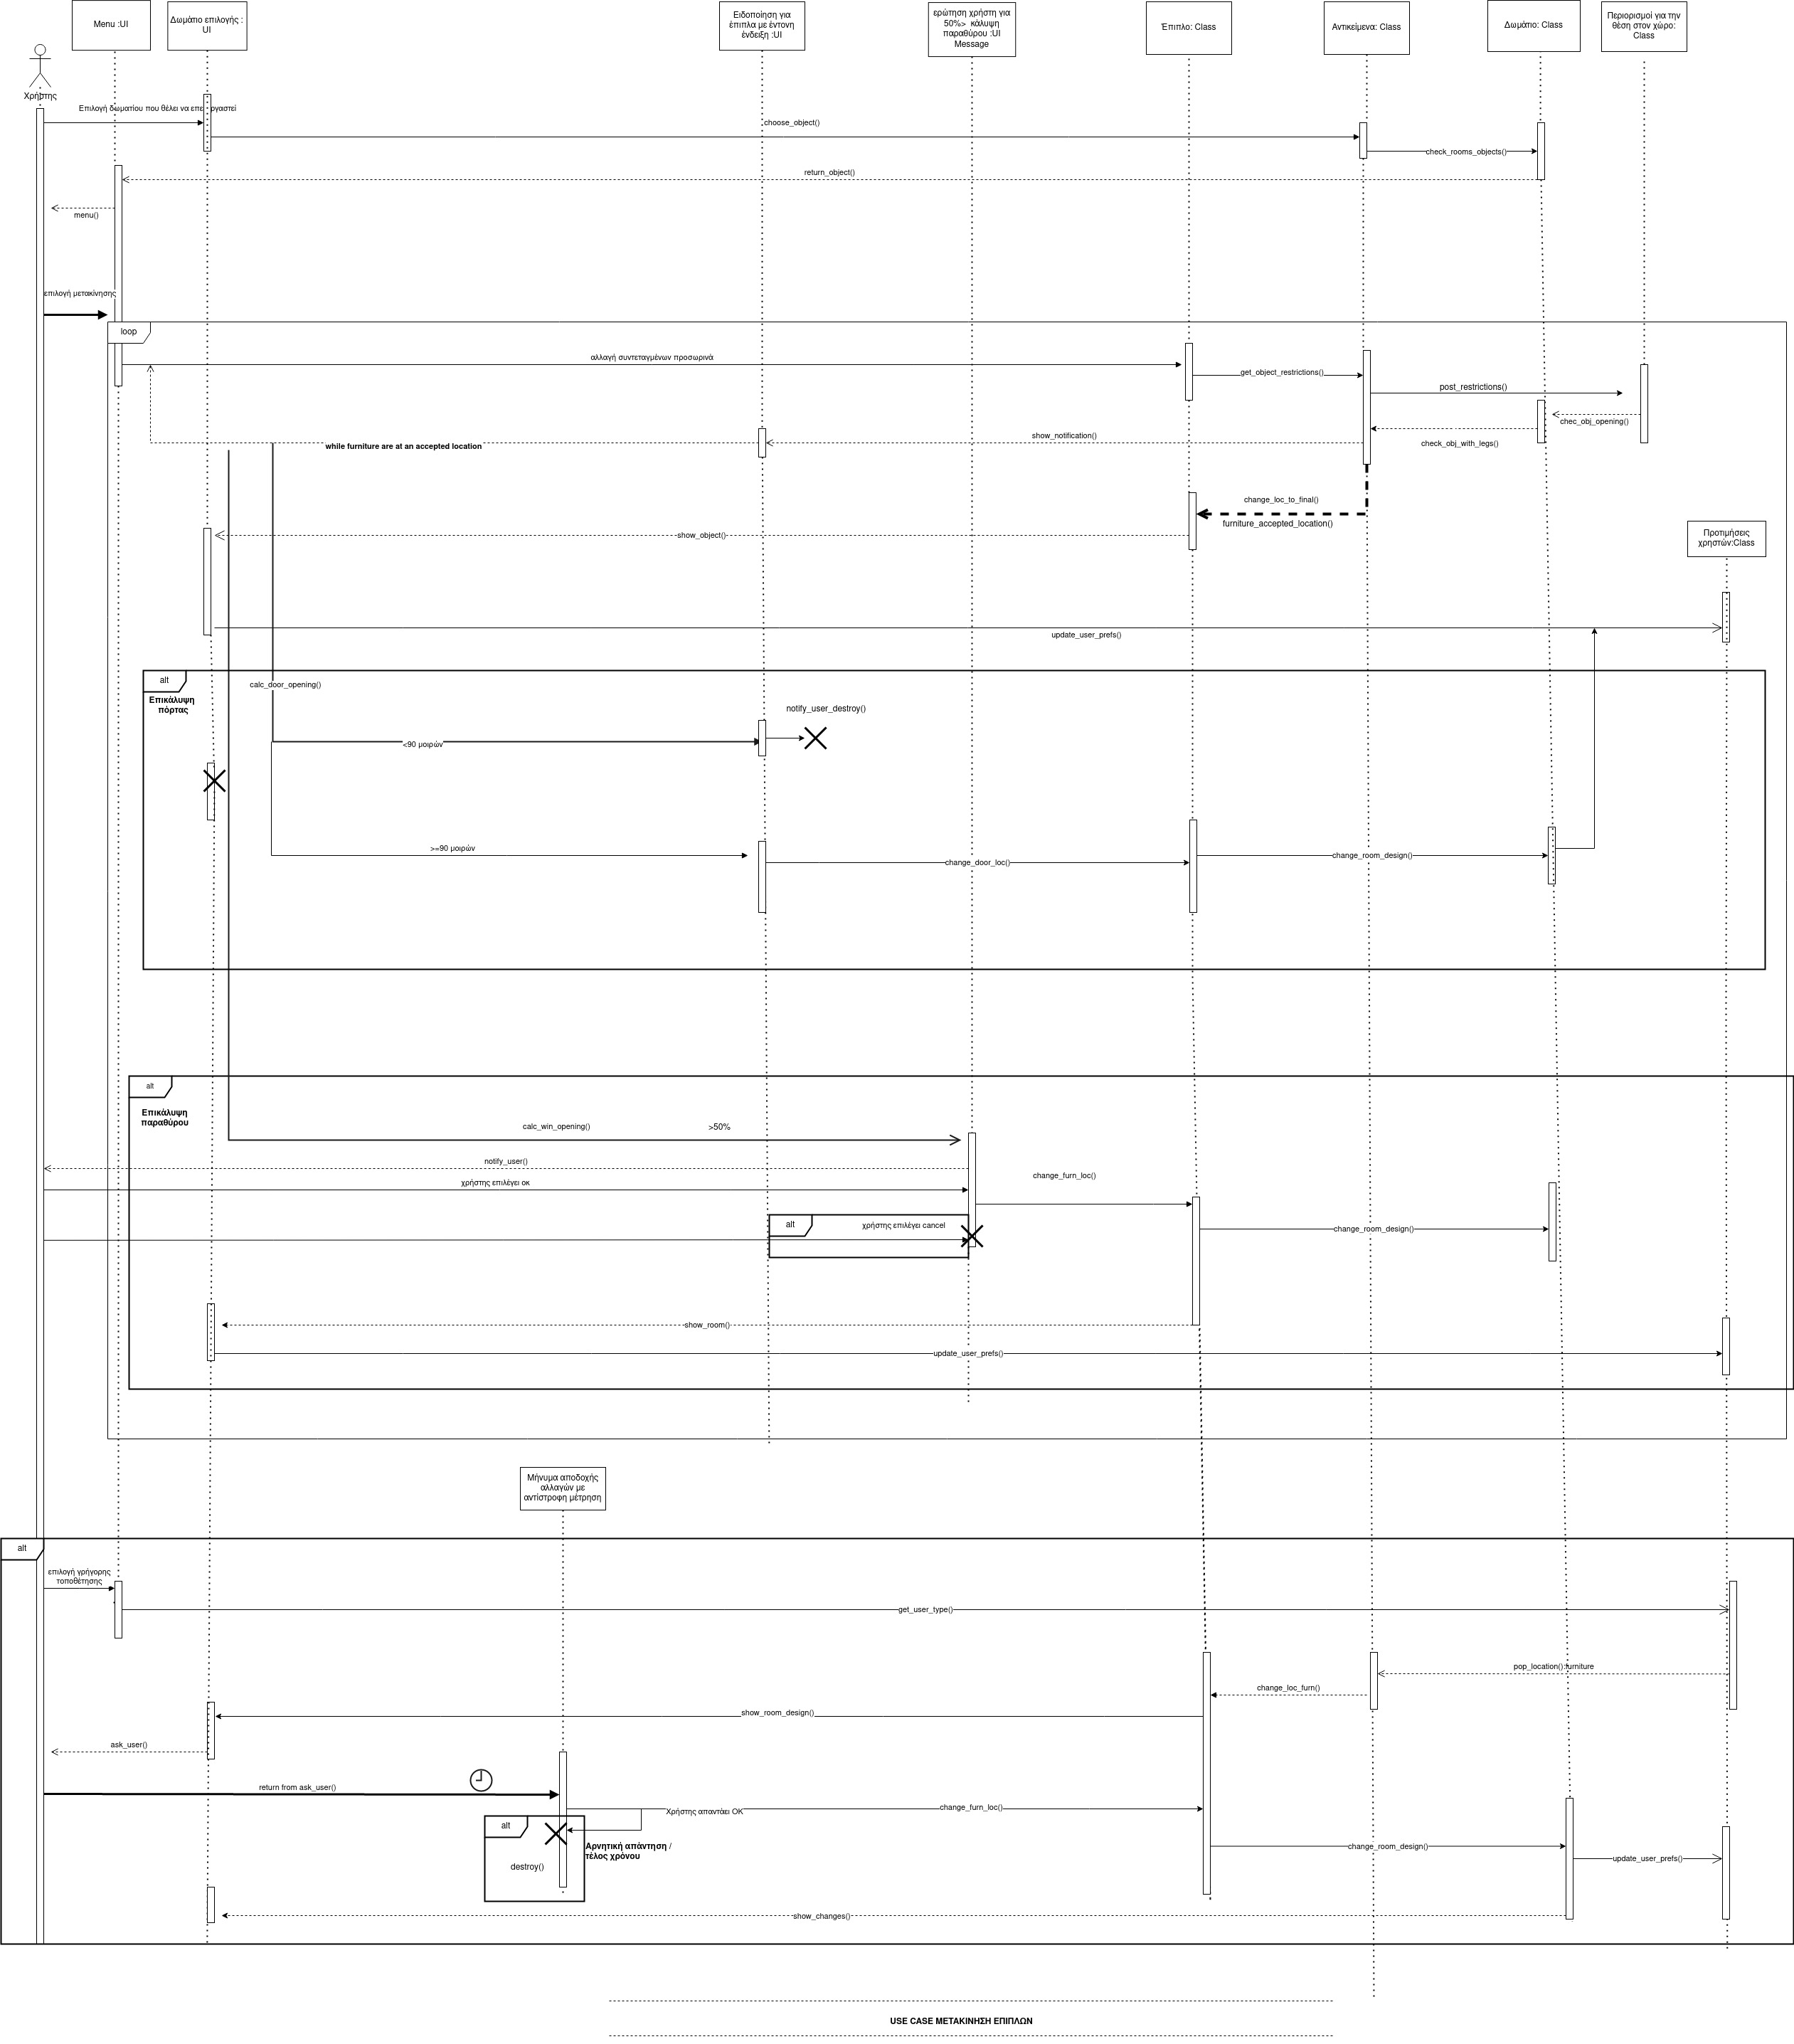 Menu :UI
Δωμάτιο επιλογής :
UI
Ειδοποίηση για
έπιπλα με έντονη
ένδειξη :UI
ερώτηση χρήστη για
50%> κάλυψη
παραθύρου :UI
Message
Έπιπλο: Class
Αντικείμενα: Class
Δωμάτιο: Class
Περιορισμοί για την
θέση στον χώρο:
Class
Χρήστης
Επιλογή δωματίου που θέλει να επεξεργαστεί
choose_object()
check_rooms_objects()
return_object()
menu()
επιλογή μετακίνησης
loop
αλλαγή συντεταγμένων προσωρινά
get_object_restrictions()
post_restrictions()
chec_obj_opening()
check_obj_with_legs()
show_notification()
while furniture are at an accepted location
change_loc_to_final()
furniture_accepted_location()
show_object()
Προτιμήσεις
χρηστών:Class
update_user_prefs()
alt
Επικάλυψη
πόρτας
calc_door_opening()
notify_user_destroy()
<90 μοιρών
>=90 μοιρών
change_door_loc()
change_room_design()
alt
Επικάλυψη
παραθύρου
calc_win_opening()
>50%
notify_user()
χρήστης επιλέγει οκ
change_furn_loc()
alt
χρήστης επιλέγει cancel
change_room_design()
show_room()
update_user_prefs()
Μήνυμα αποδοχής
αλλαγών με
αντίστροφη μέτρηση
alt
επιλογή γρήγορης
τοποθέτησης
get_user_type()
pop_location():furniture
change_loc_furn()
show_room_design()
ask_user()
return from ask_user()
Χρήστης απαντάει ΟΚ
change_furn_loc()
alt
Αρνητική απάντηση /
τέλος χρόνου
destroy()
change_room_design()
update_user_prefs()
show_changes()
USE CASE ΜΕΤΑΚΙΝΗΣΗ ΕΠΙΠΛΩΝ